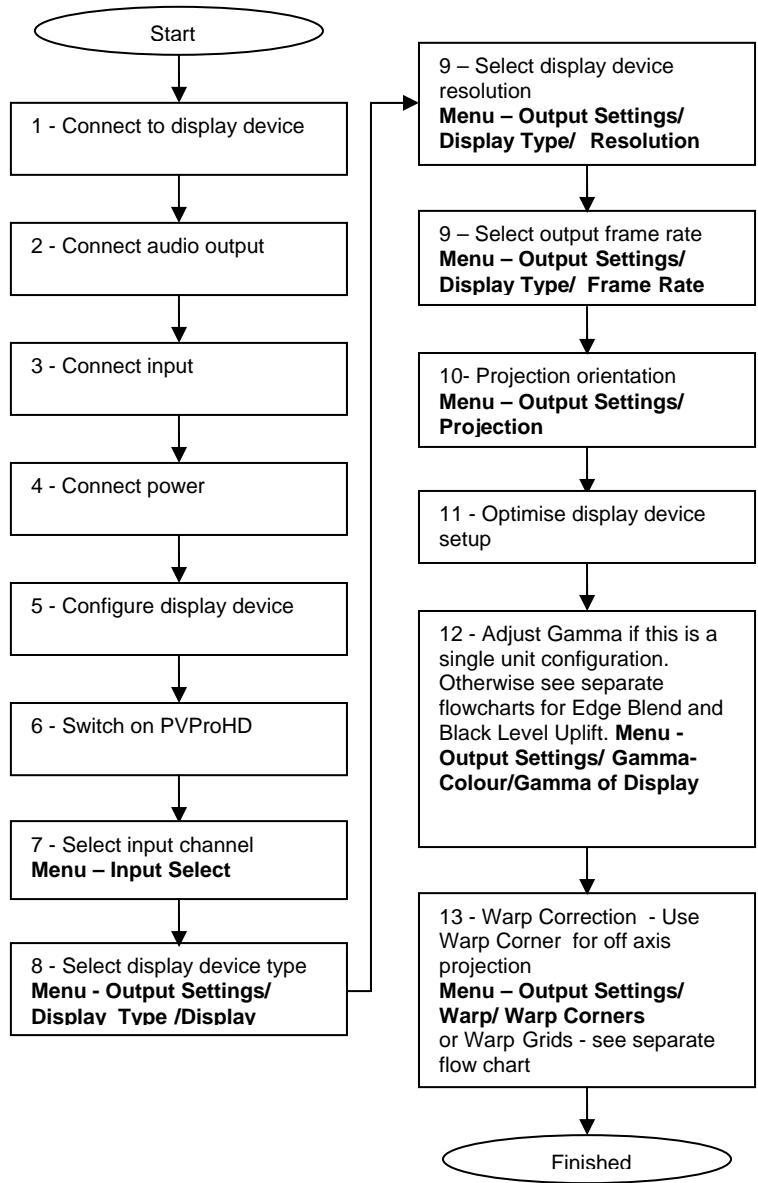 Start
1 - Connect to display device
2 - Connect audio output
3 - Connect input
4 - Connect power
5 - Configure display device
6 - Switch on PVProHD
7 - Select input channel
Menu – Input Select
8 - Select display device type
Menu - Output Settings/
Display Type /Display
9 – Select display device
resolution
Menu – Output Settings/
Display Type/ Resolution
9 – Select output frame rate
Menu – Output Settings/
Display Type/ Frame Rate
10- Projection orientation
Menu – Output Settings/
Projection
11 - Optimise display device
setup
12 - Adjust Gamma if this is a
single unit configuration.
Otherwise see separate
flowcharts for Edge Blend and
Black Level Uplift. Menu -
Output Settings/ Gamma-
Colour/Gamma of Display
13 - Warp Correction - Use
Warp Corner for off axis
projection
Menu – Output Settings/
Warp/ Warp Corners
or Warp Grids - see separate
flow chart
Finished